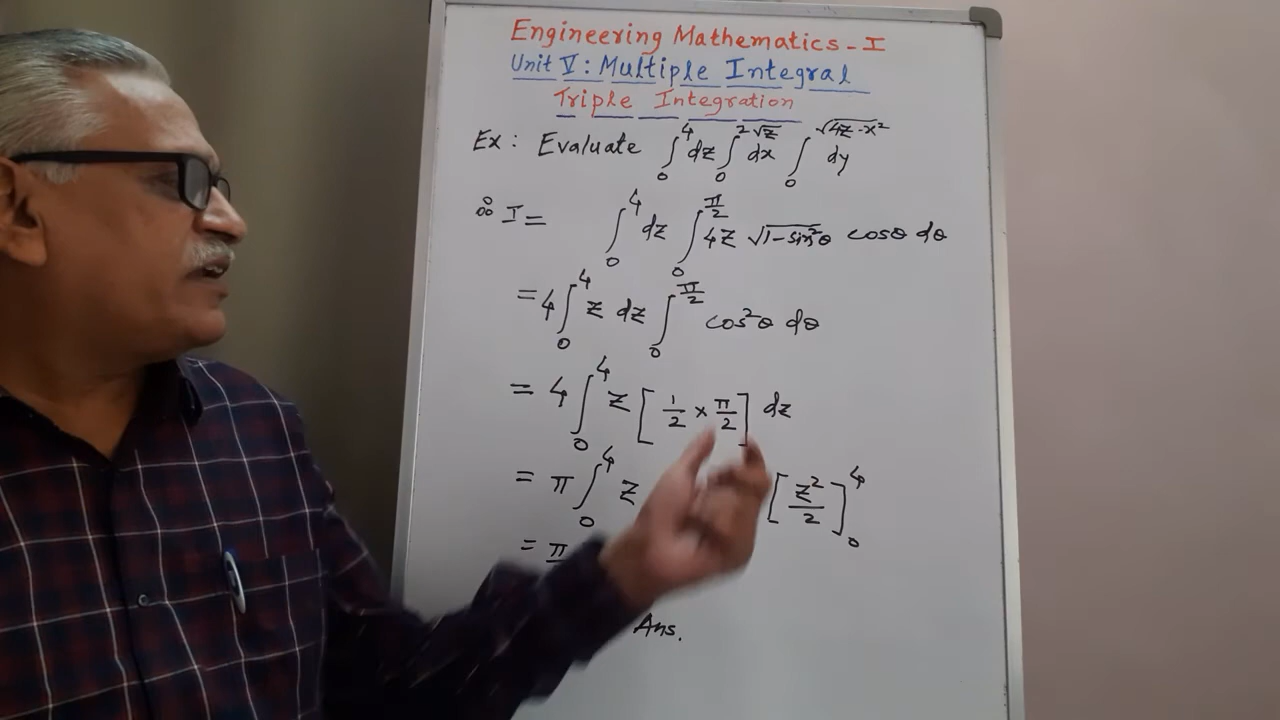 Engineering Mathematics - I
Unit V : Multiple Integral
Triple Integration
Ex : Evaluate ∫₀⁴ dz ∫₀^{2√z} dx ∫₀^{√(4z-x²)} dy
∴ I = ∫₀⁴ dz ∫₀^{π/2} 4z √(1-sin²θ) cosθ dθ
= 4 ∫₀⁴ z dz ∫₀^{π/2} cos²θ dθ
= 4 ∫₀⁴ z [ 1/2 × π/2 ] dz
= π ∫₀⁴ z [ z²/2 ]₀⁴
= π
Ans.